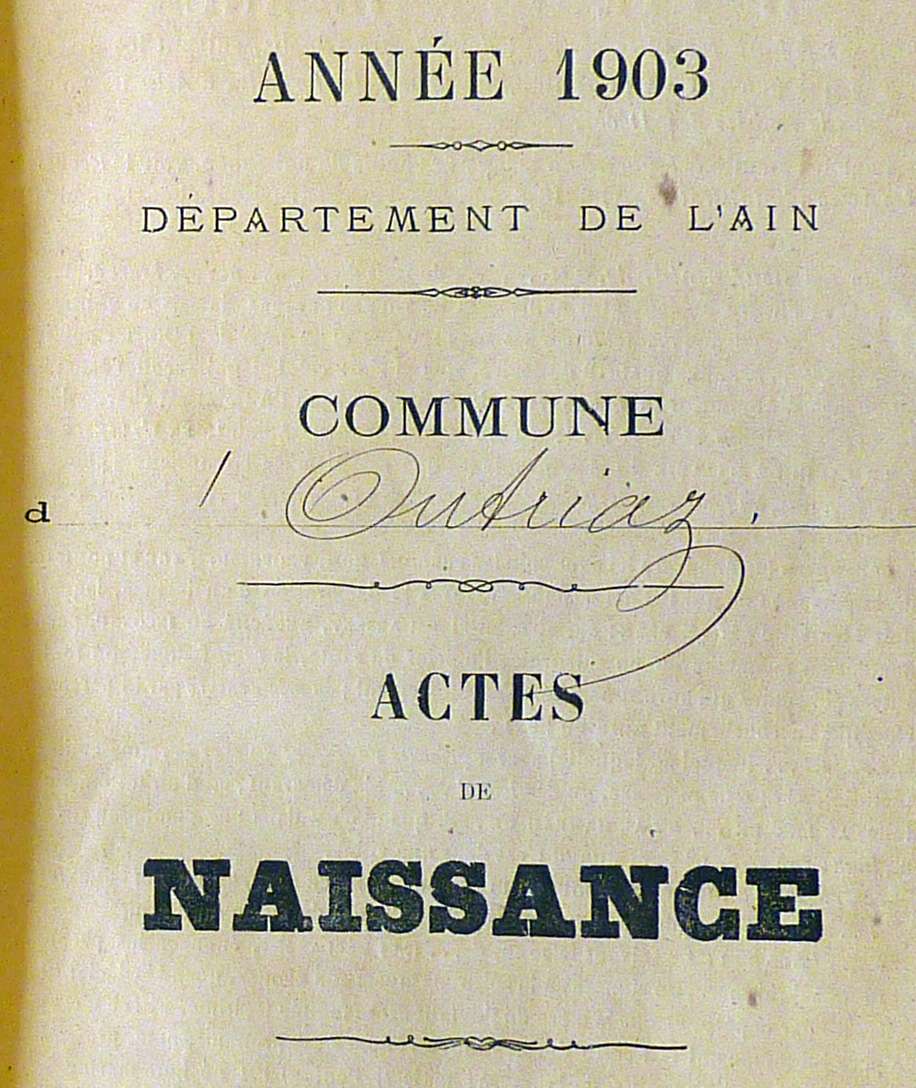 ANNÉE 1903
DÉPARTEMENT DE L'AIN
COMMUNE
d' Outriaz.
ACTES
DE
NAISSANCE